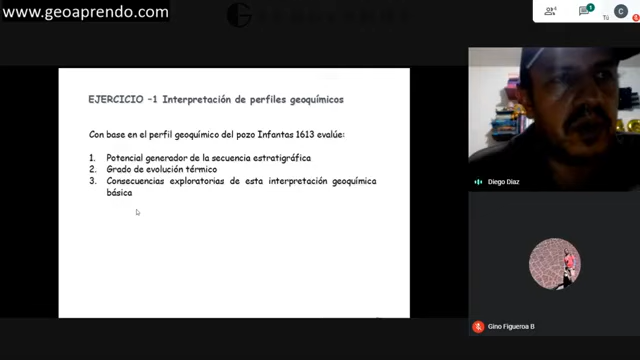 www.geoaprendo.com
EJERCICIO -1 Interpretación de perfiles geoquímicos
Con base en el perfil geoquímico del pozo Infantas 1613 evalúe:
1. Potencial generador de la secuencia estratigráfica
2. Grado de evolución térmico
3. Consecuencias exploratorias de esta interpretación geoquímica
básica
1
C
Tú
Diego Diaz
Gino Figueroa B